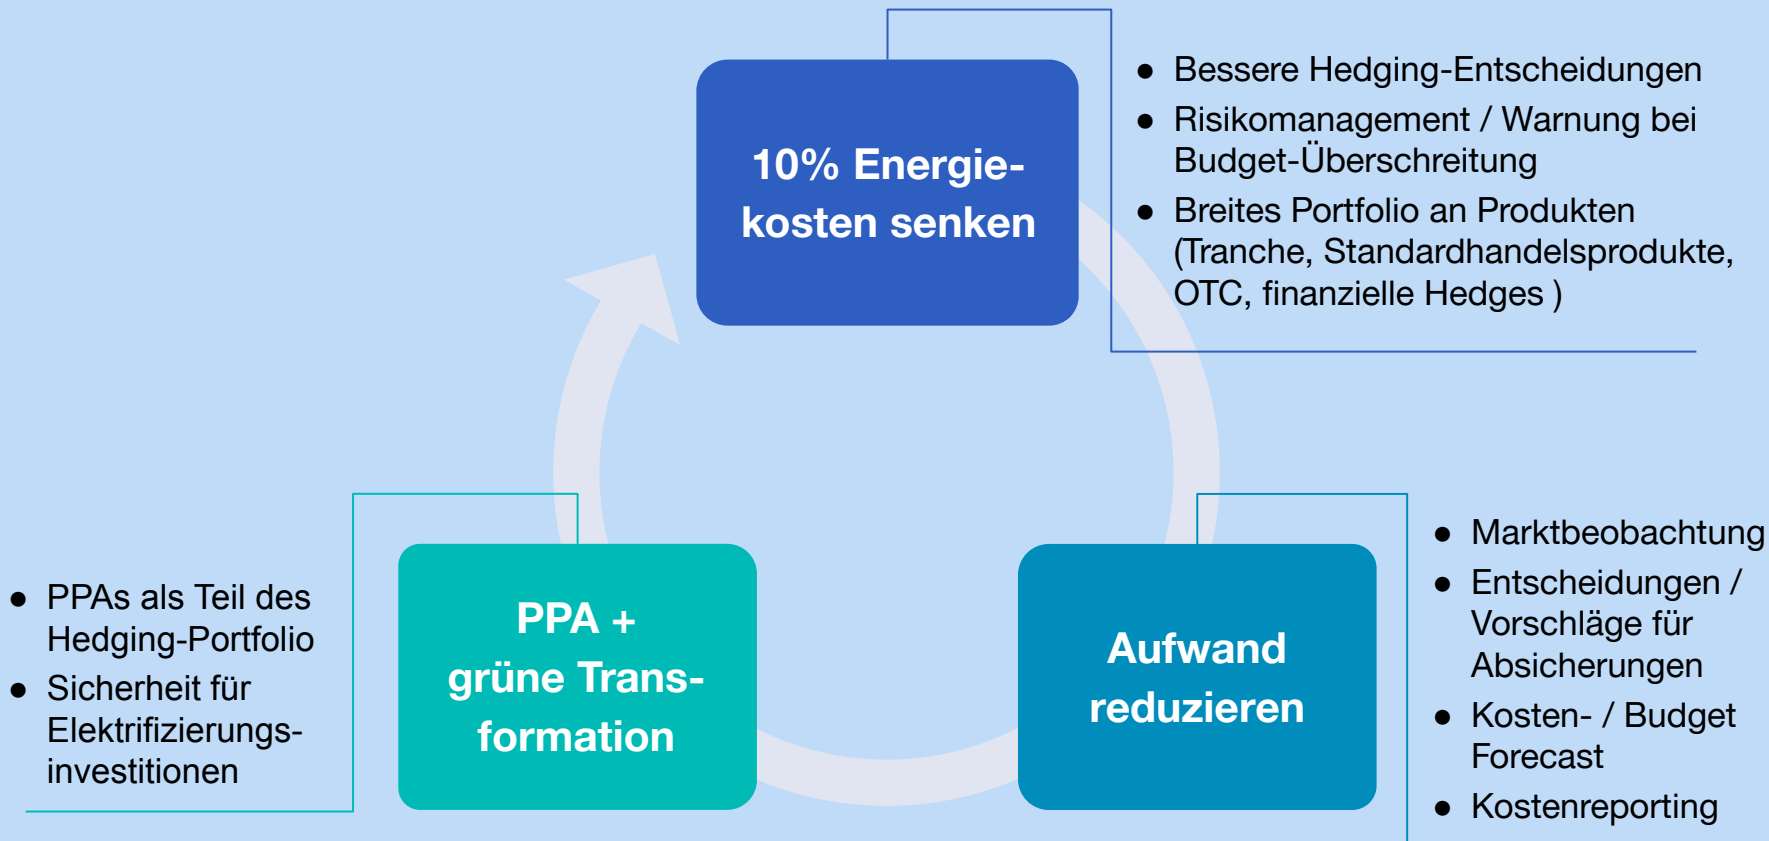 10% Energie-
kosten senken
● Bessere Hedging-Entscheidungen
● Risikomanagement / Warnung bei
Budget-Überschreitung
● Breites Portfolio an Produkten
(Tranche, Standardhandelsprodukte,
OTC, finanzielle Hedges )
● PPAs als Teil des
Hedging-Portfolio
● Sicherheit für
Elektrifizierungs-
investitionen
PPA +
grüne Trans-
formation
Aufwand
reduzieren
● Marktbeobachtung
● Entscheidungen /
Vorschläge für
Absicherungen
● Kosten- / Budget
Forecast
● Kostenreporting